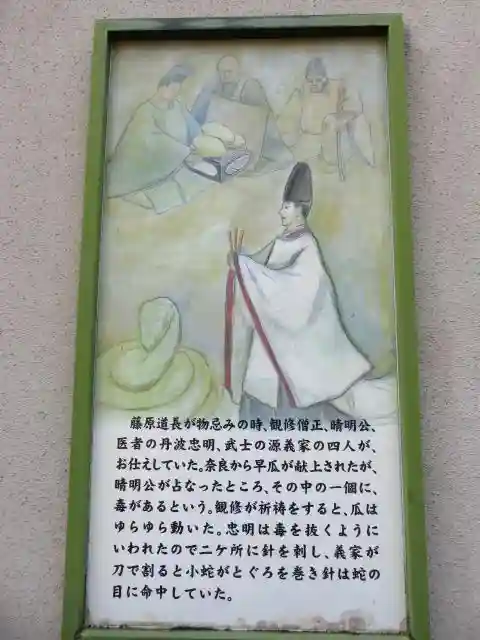 藤原道長が物忌みの時、観修僧正、晴明公、
医者の丹波忠明、武士の源義家の四人が、
お仕えしていた。奈良から早瓜が献上されたが、
晴明公が占なったところ、その中の一個に、
毒があるという。観修が祈祷をすると、瓜は
ゆらゆら動いた。忠明は毒を抜くように
いわれたので二ケ所に針を刺し、義家が
刀で割ると小蛇がとぐろを巻き針は蛇の
目に命中していた。